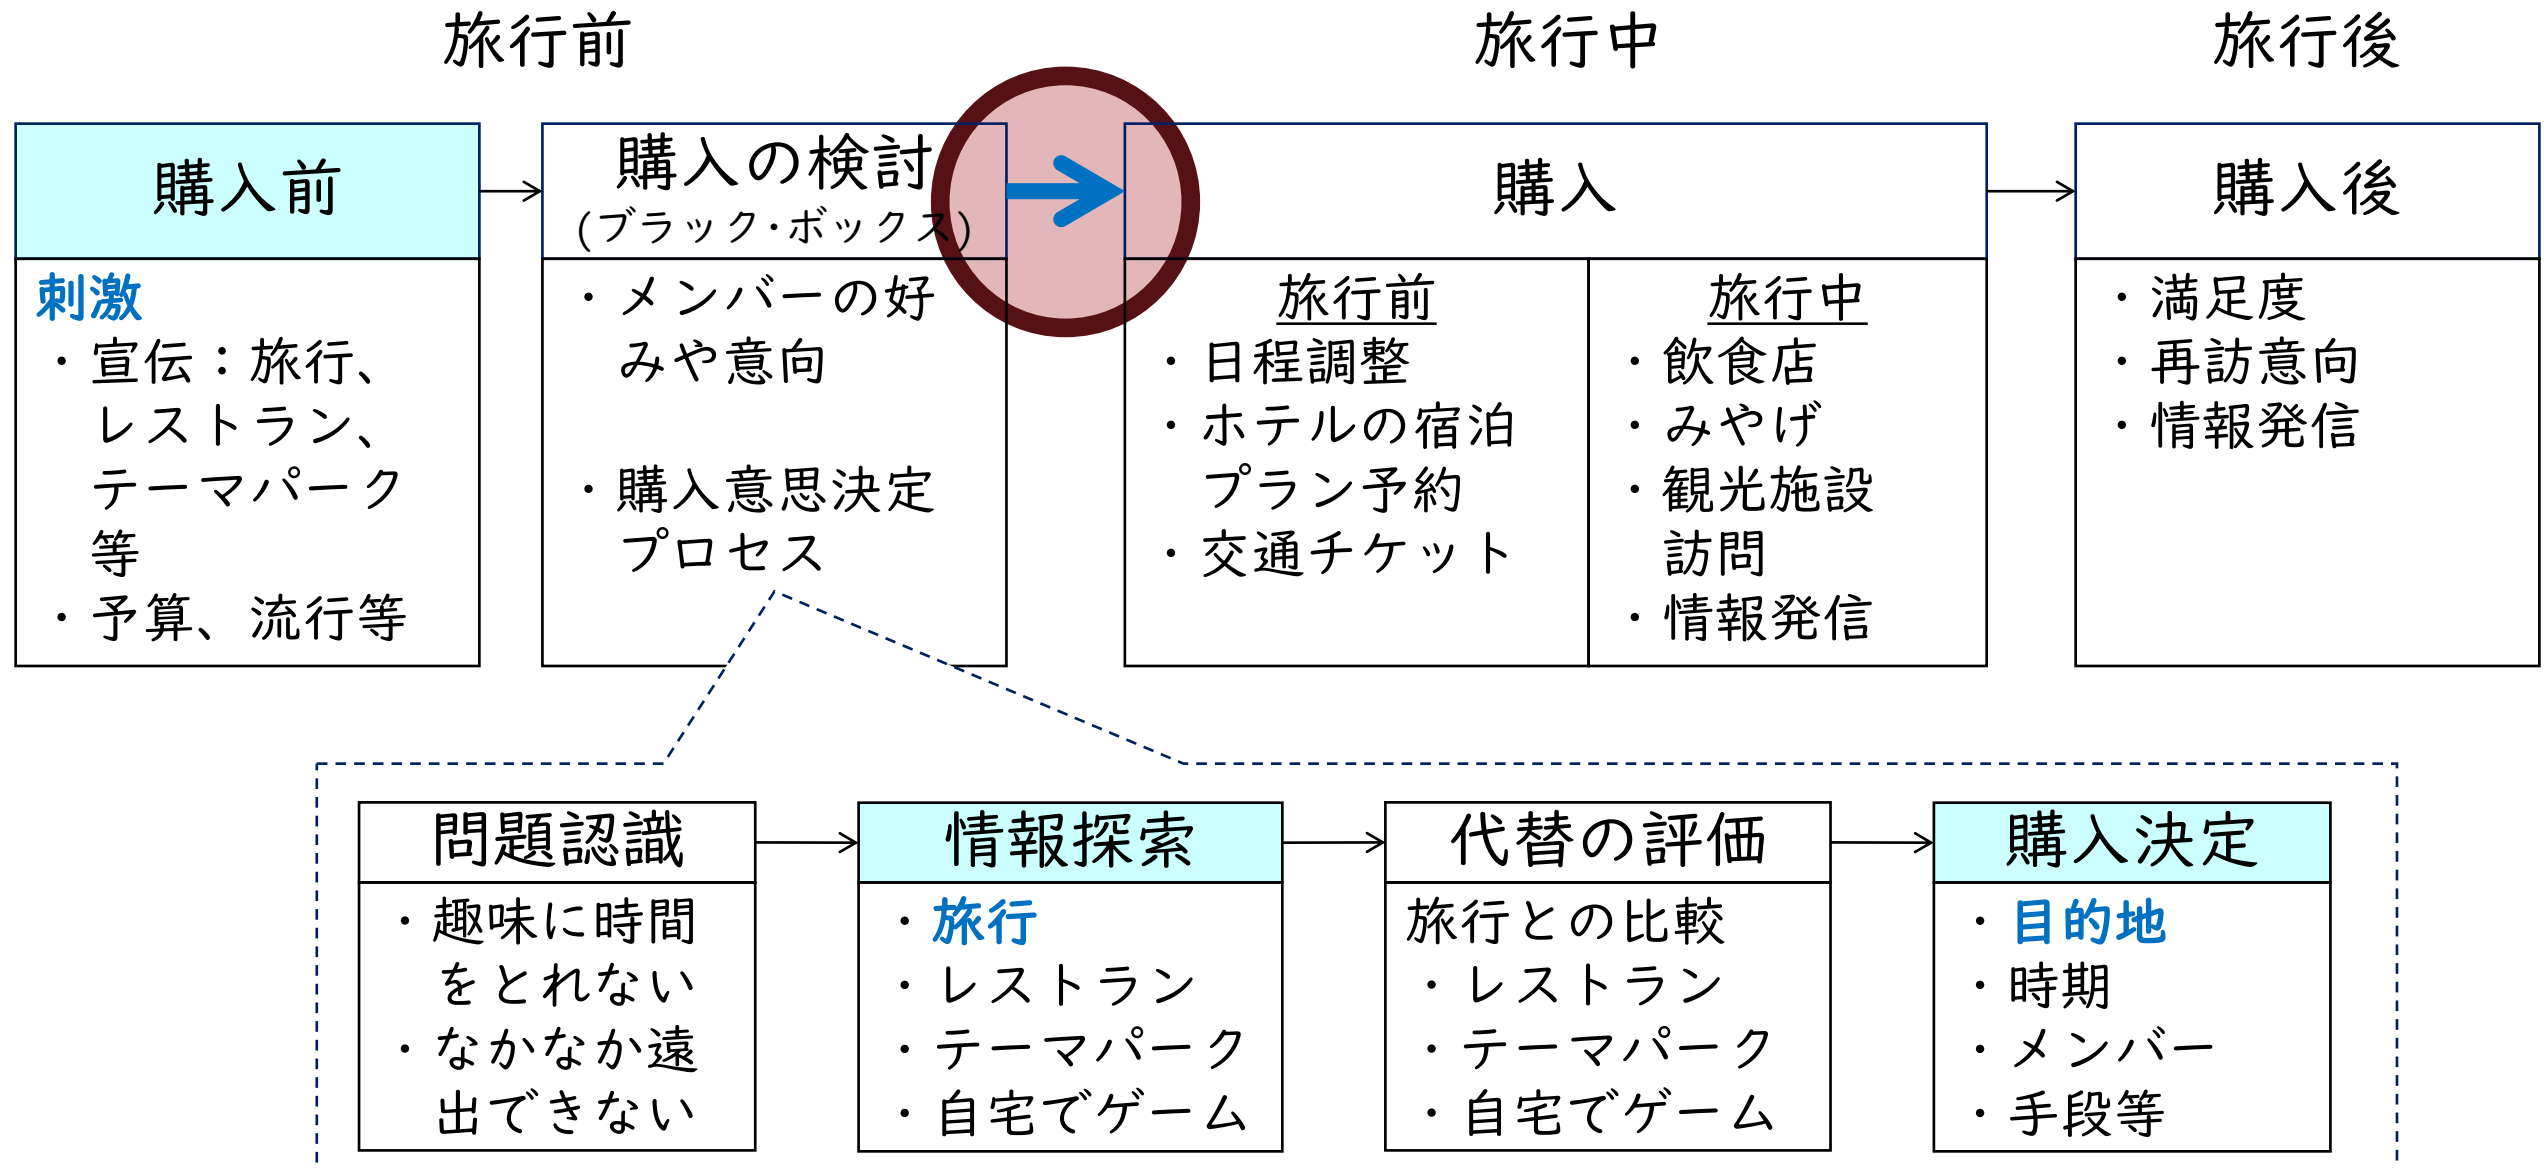 旅行前
旅行中
旅行後
購入前
刺激
・宣伝：旅行、
レストラン、
テーマパーク
等
・予算、流行等
購入の検討
(ブラック・ボックス)
・メンバーの好
みや意向
・購入意思決定
プロセス
購入
旅行前
・日程調整
・ホテルの宿泊
プラン予約
・交通チケット
旅行中
・飲食店
・みやげ
・観光施設
訪問
・情報発信
購入後
・満足度
・再訪意向
・情報発信
問題認識
・趣味に時間
をとれない
・なかなか遠
出できない
情報探索
・旅行
・レストラン
・テーマパーク
・自宅でゲーム
代替の評価
旅行との比較
・レストラン
・テーマパーク
・自宅でゲーム
購入決定
・目的地
・時期
・メンバー
・手段等